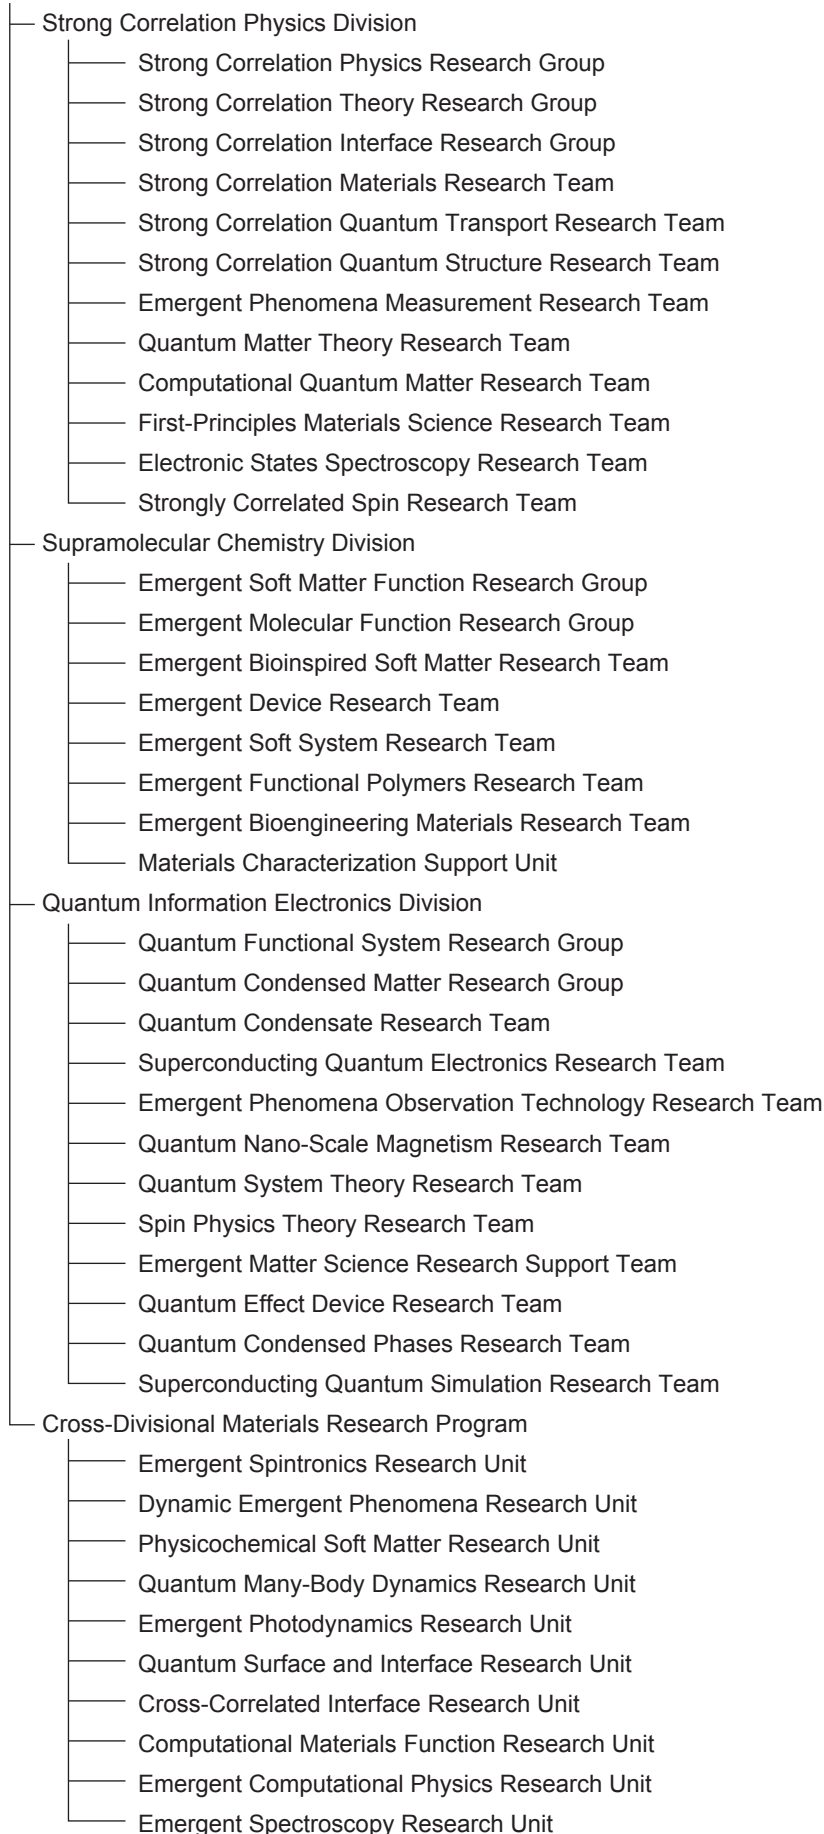 Strong Correlation Physics Division
Strong Correlation Physics Research Group
Strong Correlation Theory Research Group
Strong Correlation Interface Research Group
Strong Correlation Materials Research Team
Strong Correlation Quantum Transport Research Team
Strong Correlation Quantum Structure Research Team
Emergent Phenomena Measurement Research Team
Quantum Matter Theory Research Team
Computational Quantum Matter Research Team
First-Principles Materials Science Research Team
Electronic States Spectroscopy Research Team
Strongly Correlated Spin Research Team
Supramolecular Chemistry Division
Emergent Soft Matter Function Research Group
Emergent Molecular Function Research Group
Emergent Bioinspired Soft Matter Research Team
Emergent Device Research Team
Emergent Soft System Research Team
Emergent Functional Polymers Research Team
Emergent Bioengineering Materials Research Team
Materials Characterization Support Unit
Quantum Information Electronics Division
Quantum Functional System Research Group
Quantum Condensed Matter Research Group
Quantum Condensate Research Team
Superconducting Quantum Electronics Research Team
Emergent Phenomena Observation Technology Research Team
Quantum Nano-Scale Magnetism Research Team
Quantum System Theory Research Team
Spin Physics Theory Research Team
Emergent Matter Science Research Support Team
Quantum Effect Device Research Team
Quantum Condensed Phases Research Team
Superconducting Quantum Simulation Research Team
Cross-Divisional Materials Research Program
Emergent Spintronics Research Unit
Dynamic Emergent Phenomena Research Unit
Physicochemical Soft Matter Research Unit
Quantum Many-Body Dynamics Research Unit
Emergent Photodynamics Research Unit
Quantum Surface and Interface Research Unit
Cross-Correlated Interface Research Unit
Computational Materials Function Research Unit
Emergent Computational Physics Research Unit
Emergent Spectroscopy Research Unit